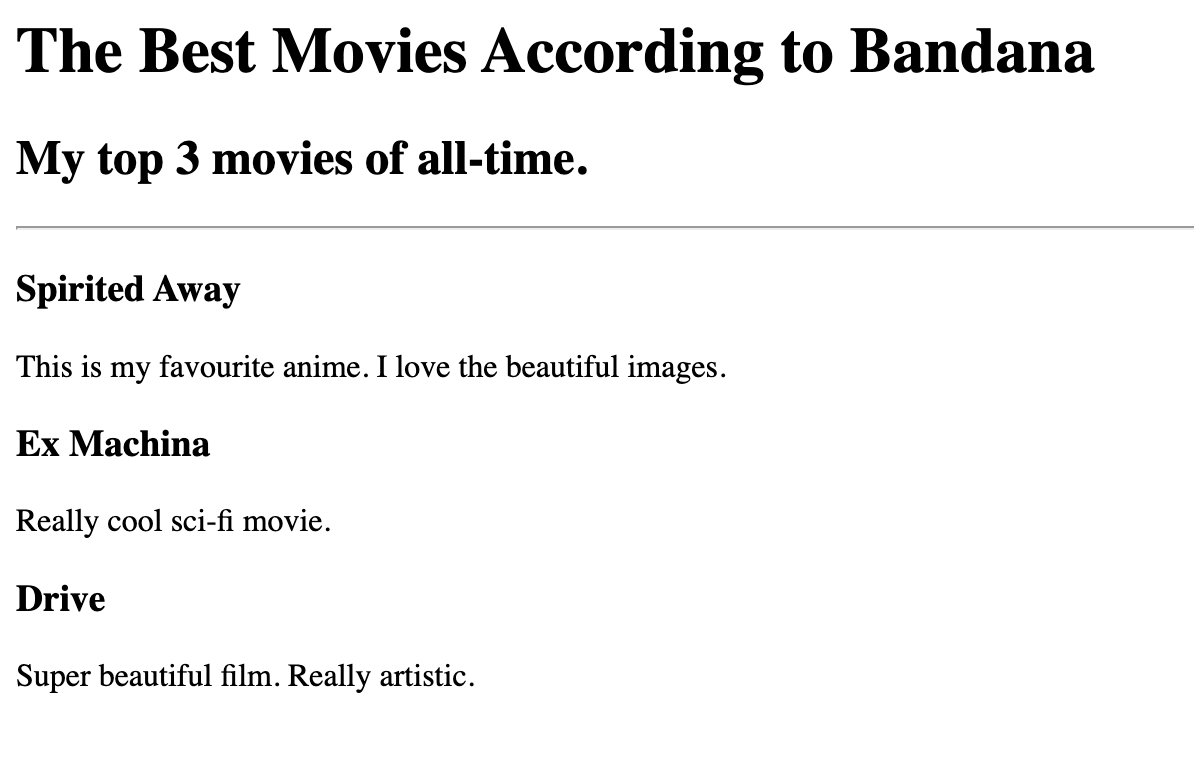 The Best Movies According to Bandana
My top 3 movies of all-time.
Spirited Away
This is my favourite anime. I love the beautiful images.
Ex Machina
Really cool sci-fi movie.
Drive
Super beautiful film. Really artistic.